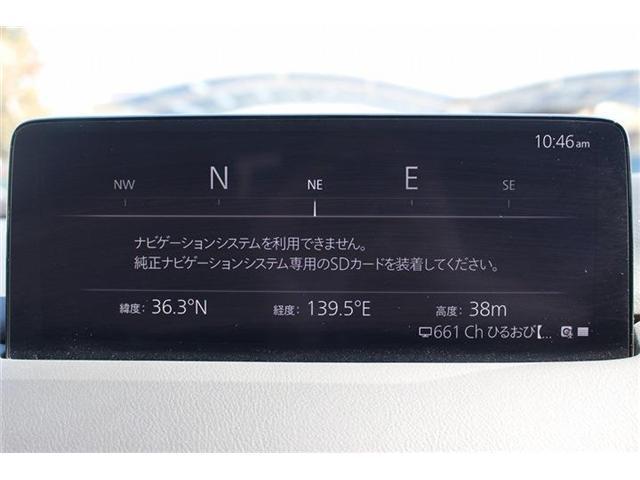 10:46am
NW N NE E SE
ナビゲーションシステムを利用できません。
純正ナビゲーションシステム専用のSDカードを装着してください。
緯度: 36.3°N 経度: 139.5°E 高度: 38m
661 Ch ひるおび【...